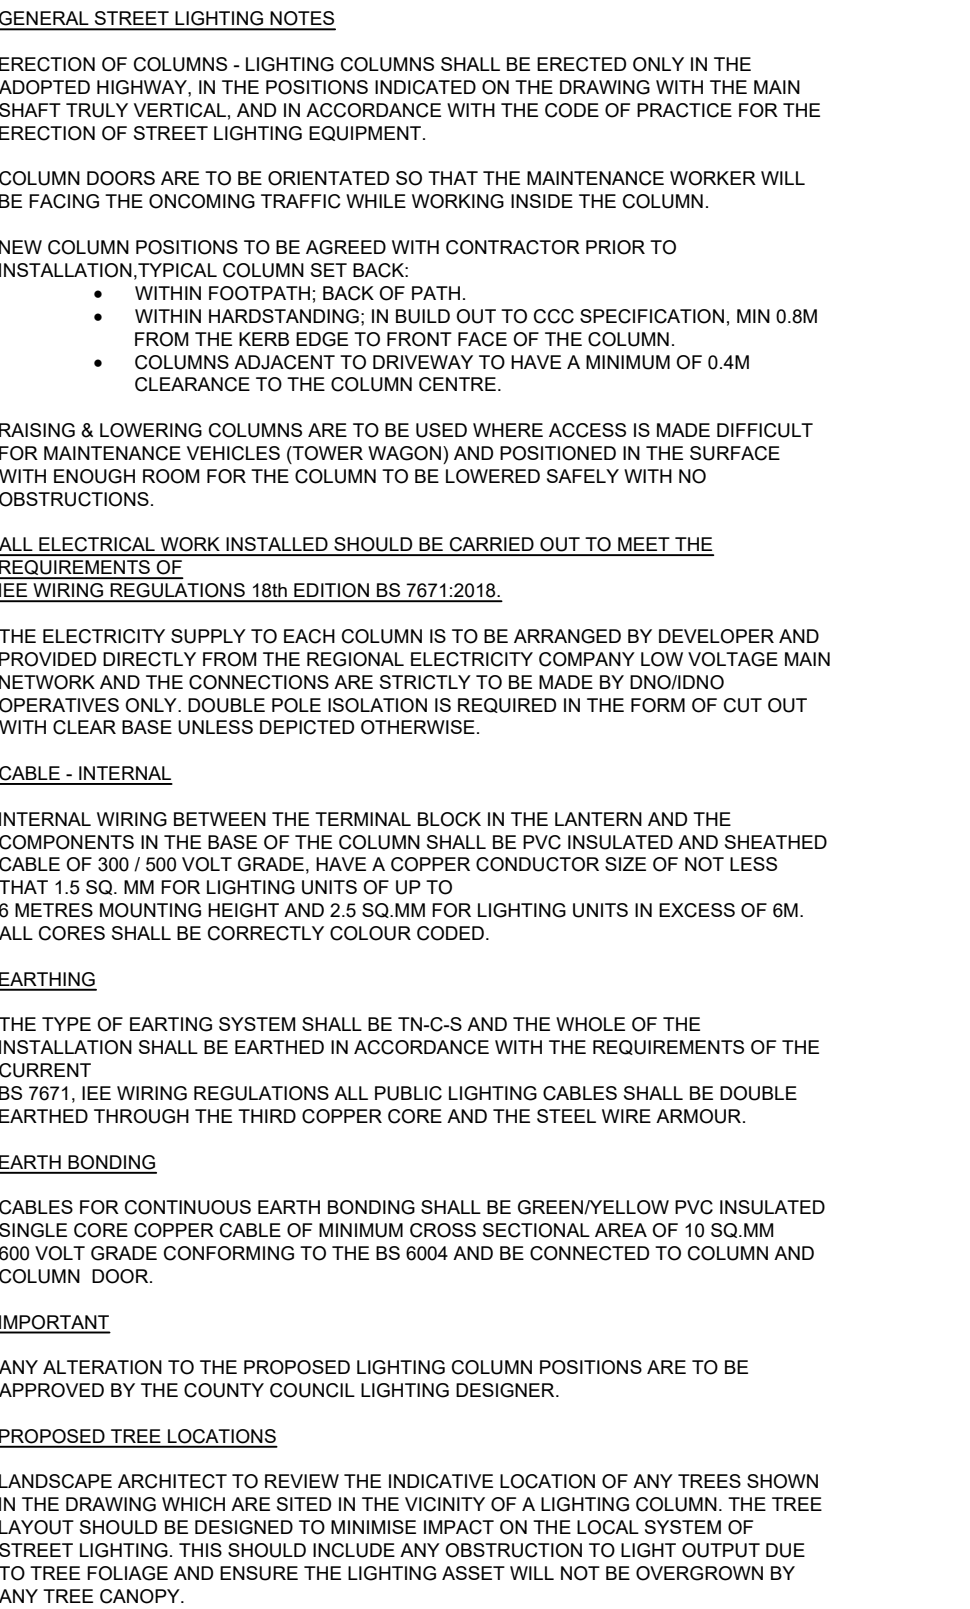 GENERAL STREET LIGHTING NOTES
ERECTION OF COLUMNS - LIGHTING COLUMNS SHALL BE ERECTED ONLY IN THE
ADOPTED HIGHWAY, IN THE POSITIONS INDICATED ON THE DRAWING WITH THE MAIN
SHAFT TRULY VERTICAL, AND IN ACCORDANCE WITH THE CODE OF PRACTICE FOR THE
ERECTION OF STREET LIGHTING EQUIPMENT.
COLUMN DOORS ARE TO BE ORIENTATED SO THAT THE MAINTENANCE WORKER WILL
BE FACING THE ONCOMING TRAFFIC WHILE WORKING INSIDE THE COLUMN.
NEW COLUMN POSITIONS TO BE AGREED WITH CONTRACTOR PRIOR TO
INSTALLATION,TYPICAL COLUMN SET BACK:
• WITHIN FOOTPATH; BACK OF PATH.
• WITHIN HARDSTANDING; IN BUILD OUT TO CCC SPECIFICATION, MIN 0.8M
FROM THE KERB EDGE TO FRONT FACE OF THE COLUMN.
• COLUMNS ADJACENT TO DRIVEWAY TO HAVE A MINIMUM OF 0.4M
CLEARANCE TO THE COLUMN CENTRE.
RAISING & LOWERING COLUMNS ARE TO BE USED WHERE ACCESS IS MADE DIFFICULT
FOR MAINTENANCE VEHICLES (TOWER WAGON) AND POSITIONED IN THE SURFACE
WITH ENOUGH ROOM FOR THE COLUMN TO BE LOWERED SAFELY WITH NO
OBSTRUCTIONS.
ALL ELECTRICAL WORK INSTALLED SHOULD BE CARRIED OUT TO MEET THE
REQUIREMENTS OF
IEE WIRING REGULATIONS 18th EDITION BS 7671:2018.
THE ELECTRICITY SUPPLY TO EACH COLUMN IS TO BE ARRANGED BY DEVELOPER AND
PROVIDED DIRECTLY FROM THE REGIONAL ELECTRICITY COMPANY LOW VOLTAGE MAIN
NETWORK AND THE CONNECTIONS ARE STRICTLY TO BE MADE BY DNO/IDNO
OPERATIVES ONLY. DOUBLE POLE ISOLATION IS REQUIRED IN THE FORM OF CUT OUT
WITH CLEAR BASE UNLESS DEPICTED OTHERWISE.
CABLE - INTERNAL
INTERNAL WIRING BETWEEN THE TERMINAL BLOCK IN THE LANTERN AND THE
COMPONENTS IN THE BASE OF THE COLUMN SHALL BE PVC INSULATED AND SHEATHED
CABLE OF 300 / 500 VOLT GRADE, HAVE A COPPER CONDUCTOR SIZE OF NOT LESS
THAT 1.5 SQ. MM FOR LIGHTING UNITS OF UP TO
6 METRES MOUNTING HEIGHT AND 2.5 SQ.MM FOR LIGHTING UNITS IN EXCESS OF 6M.
ALL CORES SHALL BE CORRECTLY COLOUR CODED.
EARTHING
THE TYPE OF EARTING SYSTEM SHALL BE TN-C-S AND THE WHOLE OF THE
INSTALLATION SHALL BE EARTHED IN ACCORDANCE WITH THE REQUIREMENTS OF THE
CURRENT
BS 7671, IEE WIRING REGULATIONS ALL PUBLIC LIGHTING CABLES SHALL BE DOUBLE
EARTHED THROUGH THE THIRD COPPER CORE AND THE STEEL WIRE ARMOUR.
EARTH BONDING
CABLES FOR CONTINUOUS EARTH BONDING SHALL BE GREEN/YELLOW PVC INSULATED
SINGLE CORE COPPER CABLE OF MINIMUM CROSS SECTIONAL AREA OF 10 SQ.MM
600 VOLT GRADE CONFORMING TO THE BS 6004 AND BE CONNECTED TO COLUMN AND
COLUMN DOOR.
IMPORTANT
ANY ALTERATION TO THE PROPOSED LIGHTING COLUMN POSITIONS ARE TO BE
APPROVED BY THE COUNTY COUNCIL LIGHTING DESIGNER.
PROPOSED TREE LOCATIONS
LANDSCAPE ARCHITECT TO REVIEW THE INDICATIVE LOCATION OF ANY TREES SHOWN
IN THE DRAWING WHICH ARE SITED IN THE VICINITY OF A LIGHTING COLUMN. THE TREE
LAYOUT SHOULD BE DESIGNED TO MINIMISE IMPACT ON THE LOCAL SYSTEM OF
STREET LIGHTING. THIS SHOULD INCLUDE ANY OBSTRUCTION TO LIGHT OUTPUT DUE
TO TREE FOLIAGE AND ENSURE THE LIGHTING ASSET WILL NOT BE OVERGROWN BY
ANY TREE CANOPY.